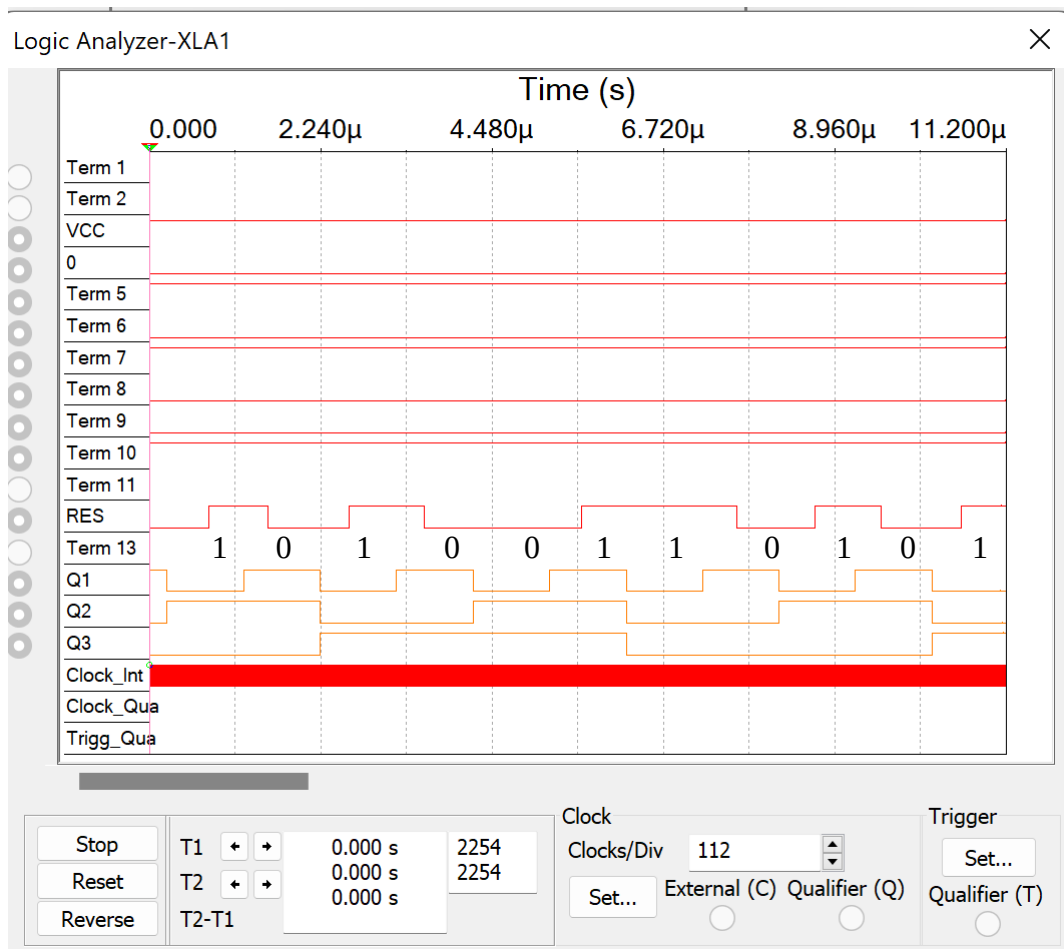 Logic Analyzer-XLA1
Time (s)
0.000 2.240μ 4.480μ 6.720μ 8.960μ 11.200μ
Term 1
Term 2
VCC
0
Term 5
Term 6
Term 7
Term 8
Term 9
Term 10
Term 11
RES
Term 13 1 0 1 0 0 1 1 0 1 0 1
Q1
Q2
Q3
Clock_Int
Clock_Qua
Trigg_Qua
Stop
Reset
Reverse
T1 0.000 s 2254
T2 0.000 s 2254
T2-T1 0.000 s
Clock
Clocks/Div 112
Set... External (C) Qualifier (Q)
Trigger
Set...
Qualifier (T)